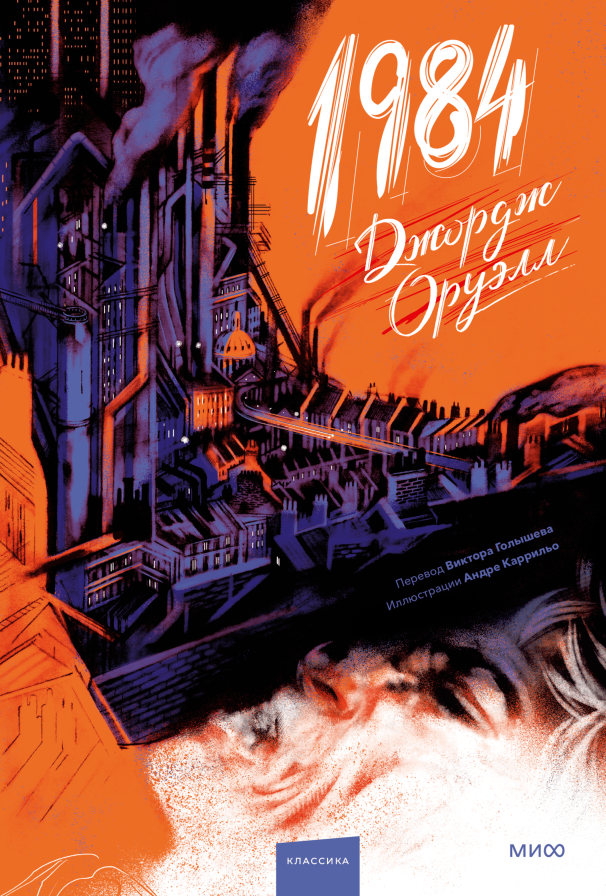 1984
Джордж
Оруэлл
Перевод Виктора Голышева
Иллюстрации Андре Каррильо
КЛАССИКА
МИФ